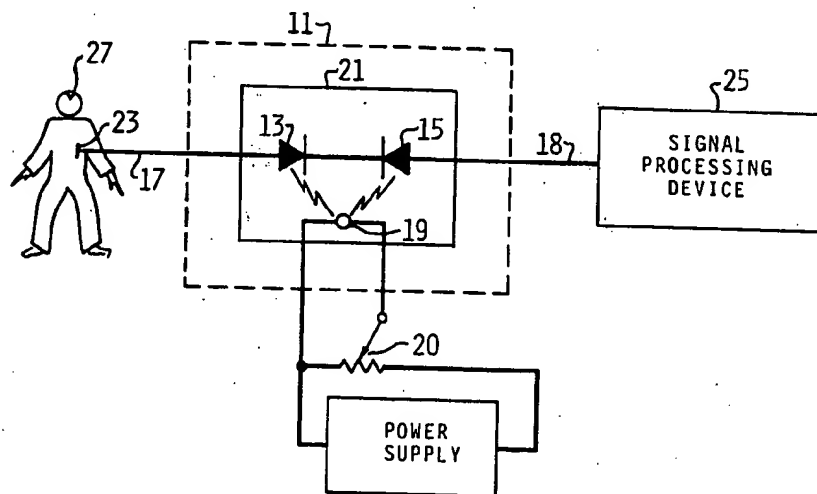 11
27
21
25
23
13
15
SIGNAL
PROCESSING
DEVICE
17
18
19
20
POWER
SUPPLY